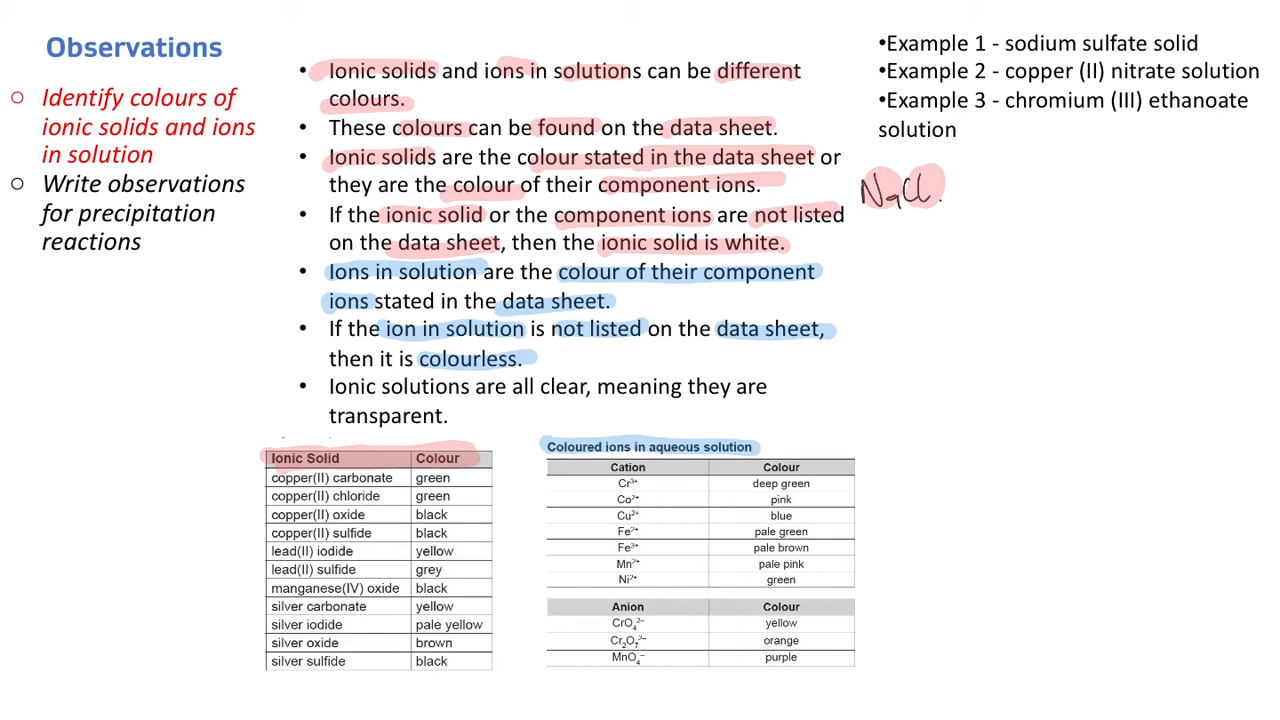 Observations
○ Identify colours of
ionic solids and ions
in solution
○ Write observations
for precipitation
reactions
• Ionic solids and ions in solutions can be different
colours.
• These colours can be found on the data sheet.
• Ionic solids are the colour stated in the data sheet or
they are the colour of their component ions.
• If the ionic solid or the component ions are not listed
on the data sheet, then the ionic solid is white.
• Ions in solution are the colour of their component
ions stated in the data sheet.
• If the ion in solution is not listed on the data sheet,
then it is colourless.
• Ionic solutions are all clear, meaning they are
transparent.
•Example 1 - sodium sulfate solid
•Example 2 - copper (II) nitrate solution
•Example 3 - chromium (III) ethanoate
solution
NaCl.
Ionic Solid Colour
copper(II) carbonate green
copper(II) chloride green
copper(II) oxide black
copper(II) sulfide black
lead(II) iodide yellow
lead(II) sulfide grey
manganese(IV) oxide black
silver carbonate yellow
silver iodide pale yellow
silver oxide brown
silver sulfide black
Coloured ions in aqueous solution
Cation Colour
Cr³⁺ deep green
Co²⁺ pink
Cu²⁺ blue
Fe²⁺ pale green
Fe³⁺ pale brown
Mn²⁺ pale pink
Ni²⁺ green
Anion Colour
CrO₄²⁻ yellow
Cr₂O₇²⁻ orange
MnO₄⁻ purple